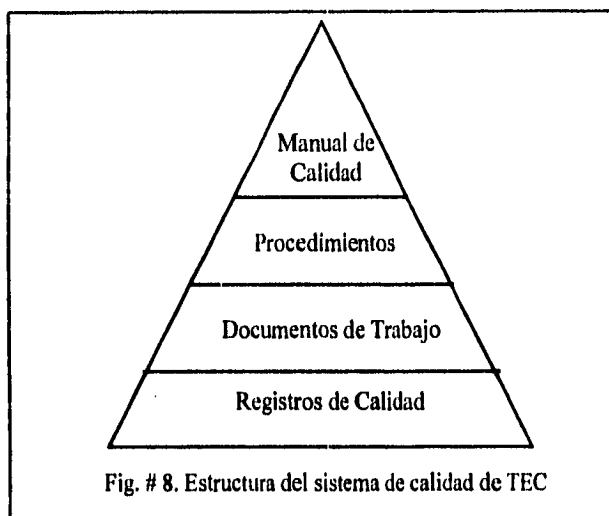 Manual de
Calidad
Procedimientos
Documentos de Trabajo
Registros de Calidad
Fig. # 8. Estructura del sistema de calidad de TEC